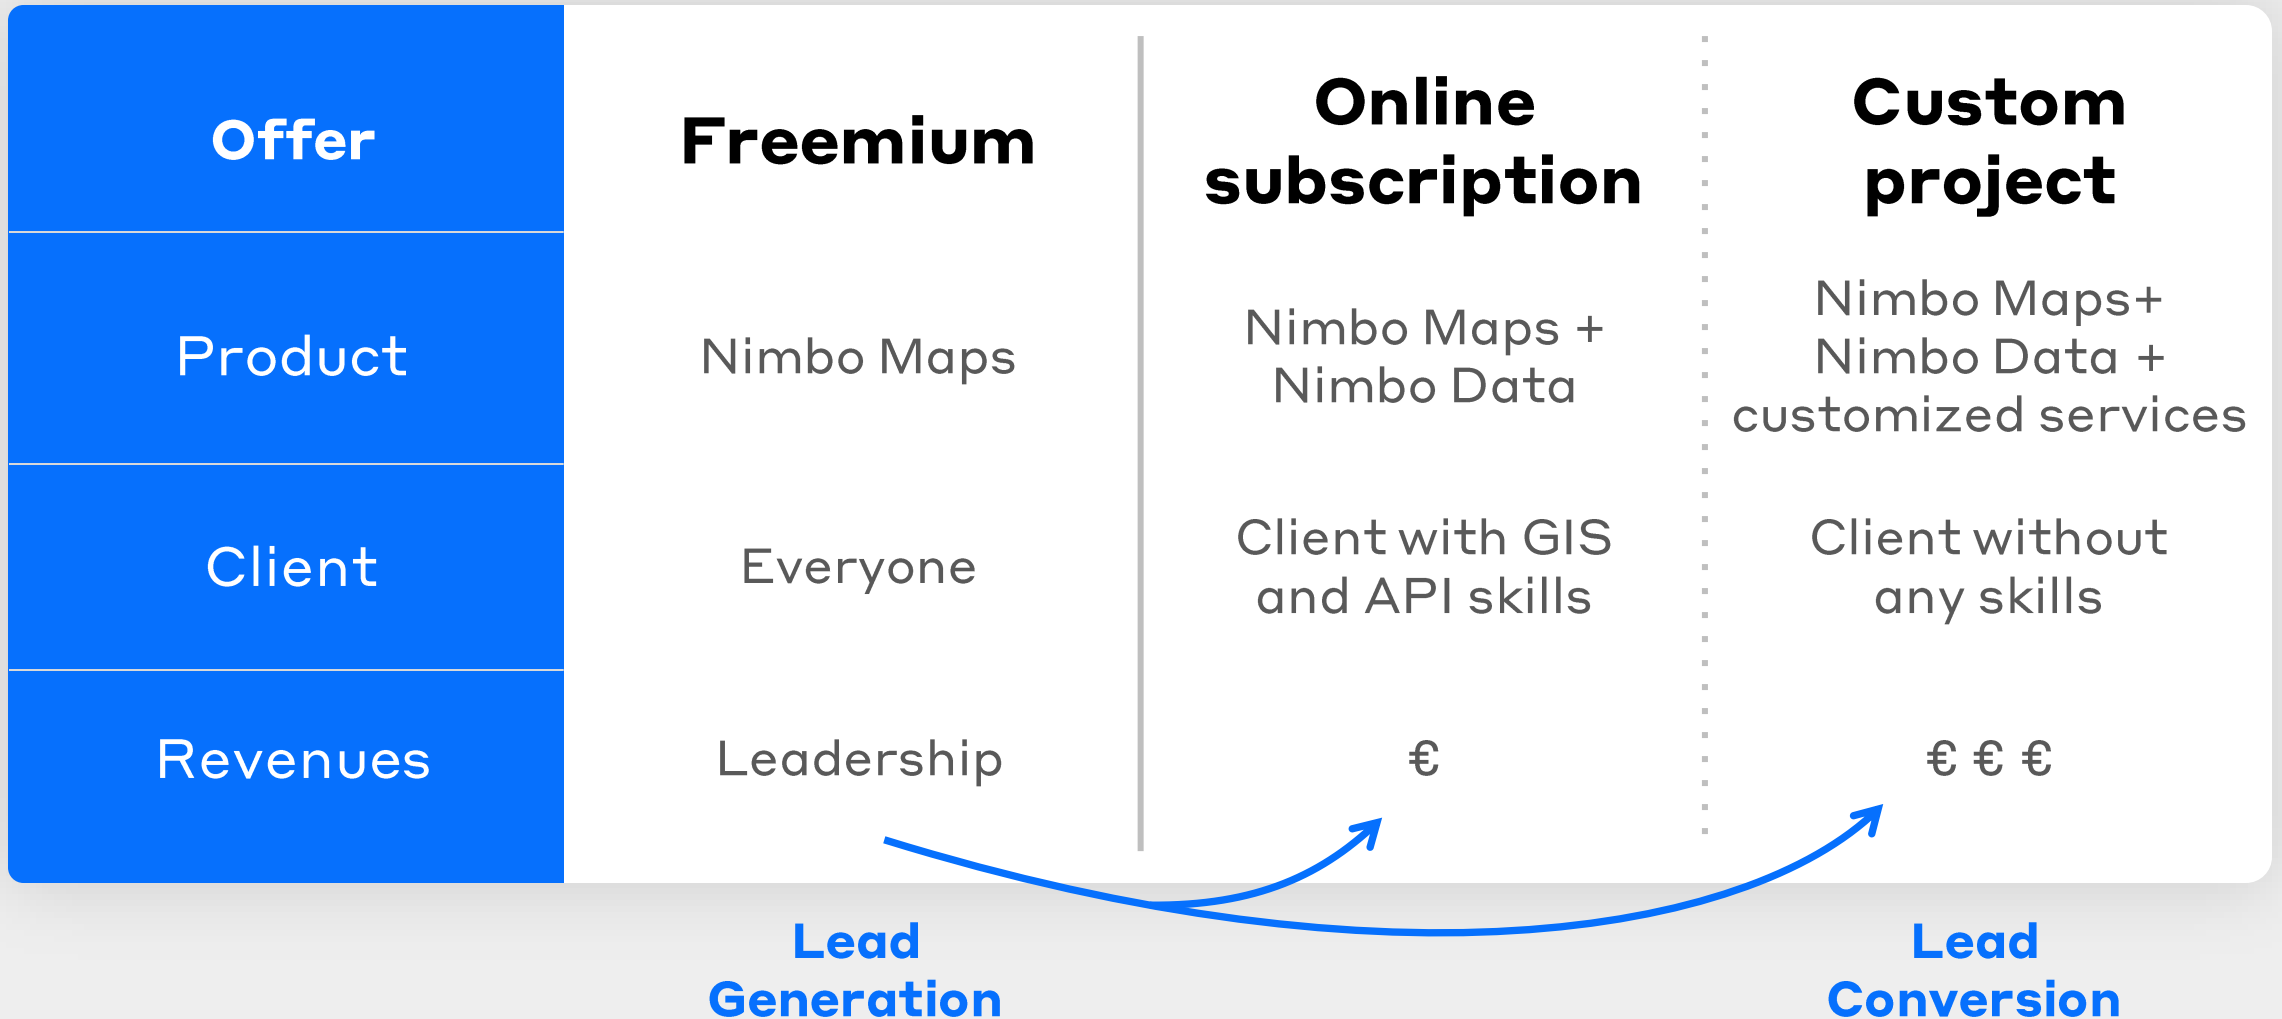 Offer
Freemium
Online
subscription
Custom
project
Product
Nimbo Maps
Nimbo Maps +
Nimbo Data
Nimbo Maps+
Nimbo Data +
customized services
Client
Everyone
Client with GIS
and API skills
Client without
any skills
Revenues
Leadership
€
€ € €
Lead
Generation
Lead
Conversion